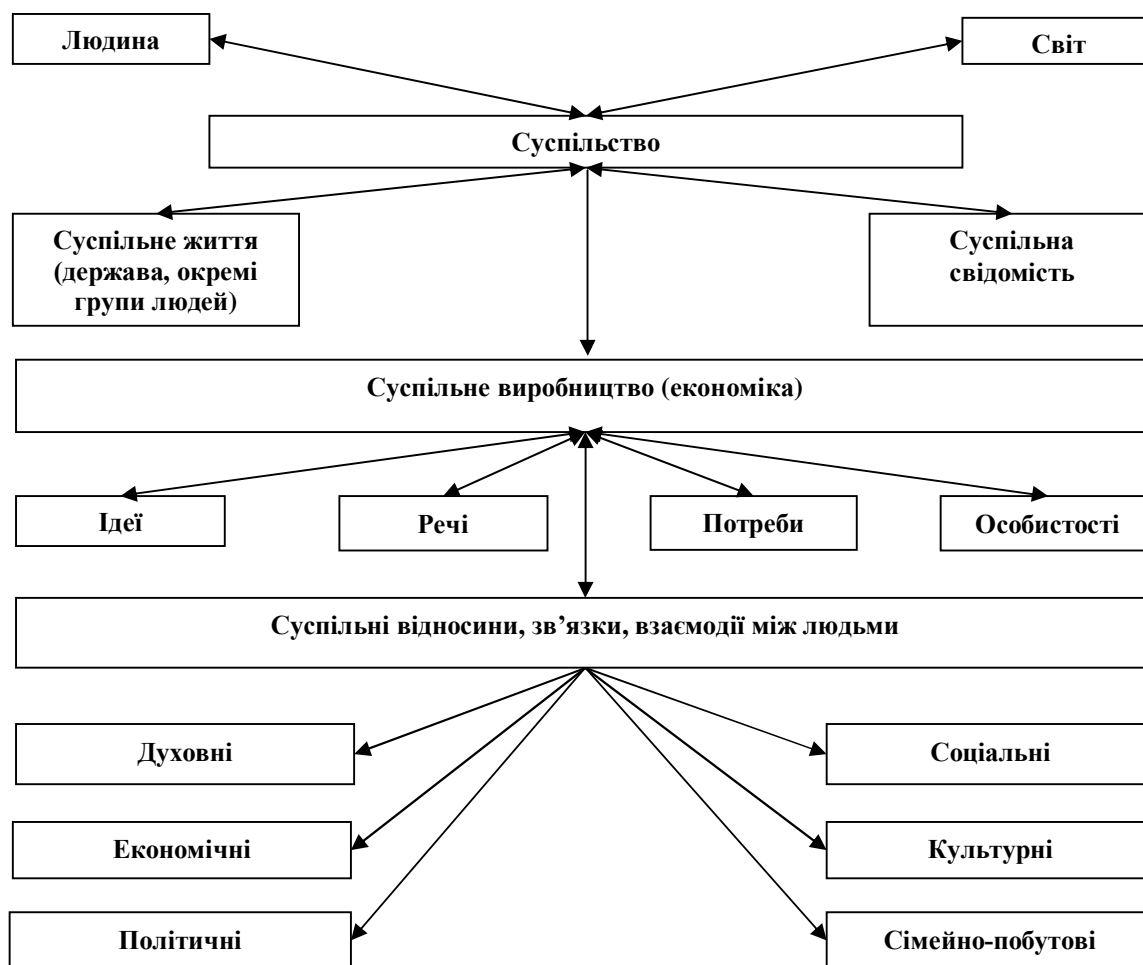 Людина
Світ
Суспільство
Суспільне життя
(держава, окремі
групи людей)
Суспільна
свідомість
Суспільне виробництво (економіка)
Ідеї
Речі
Потреби
Особистості
Суспільні відносини, зв’язки, взаємодії між людьми
Духовні
Соціальні
Економічні
Культурні
Політичні
Сімейно-побутові